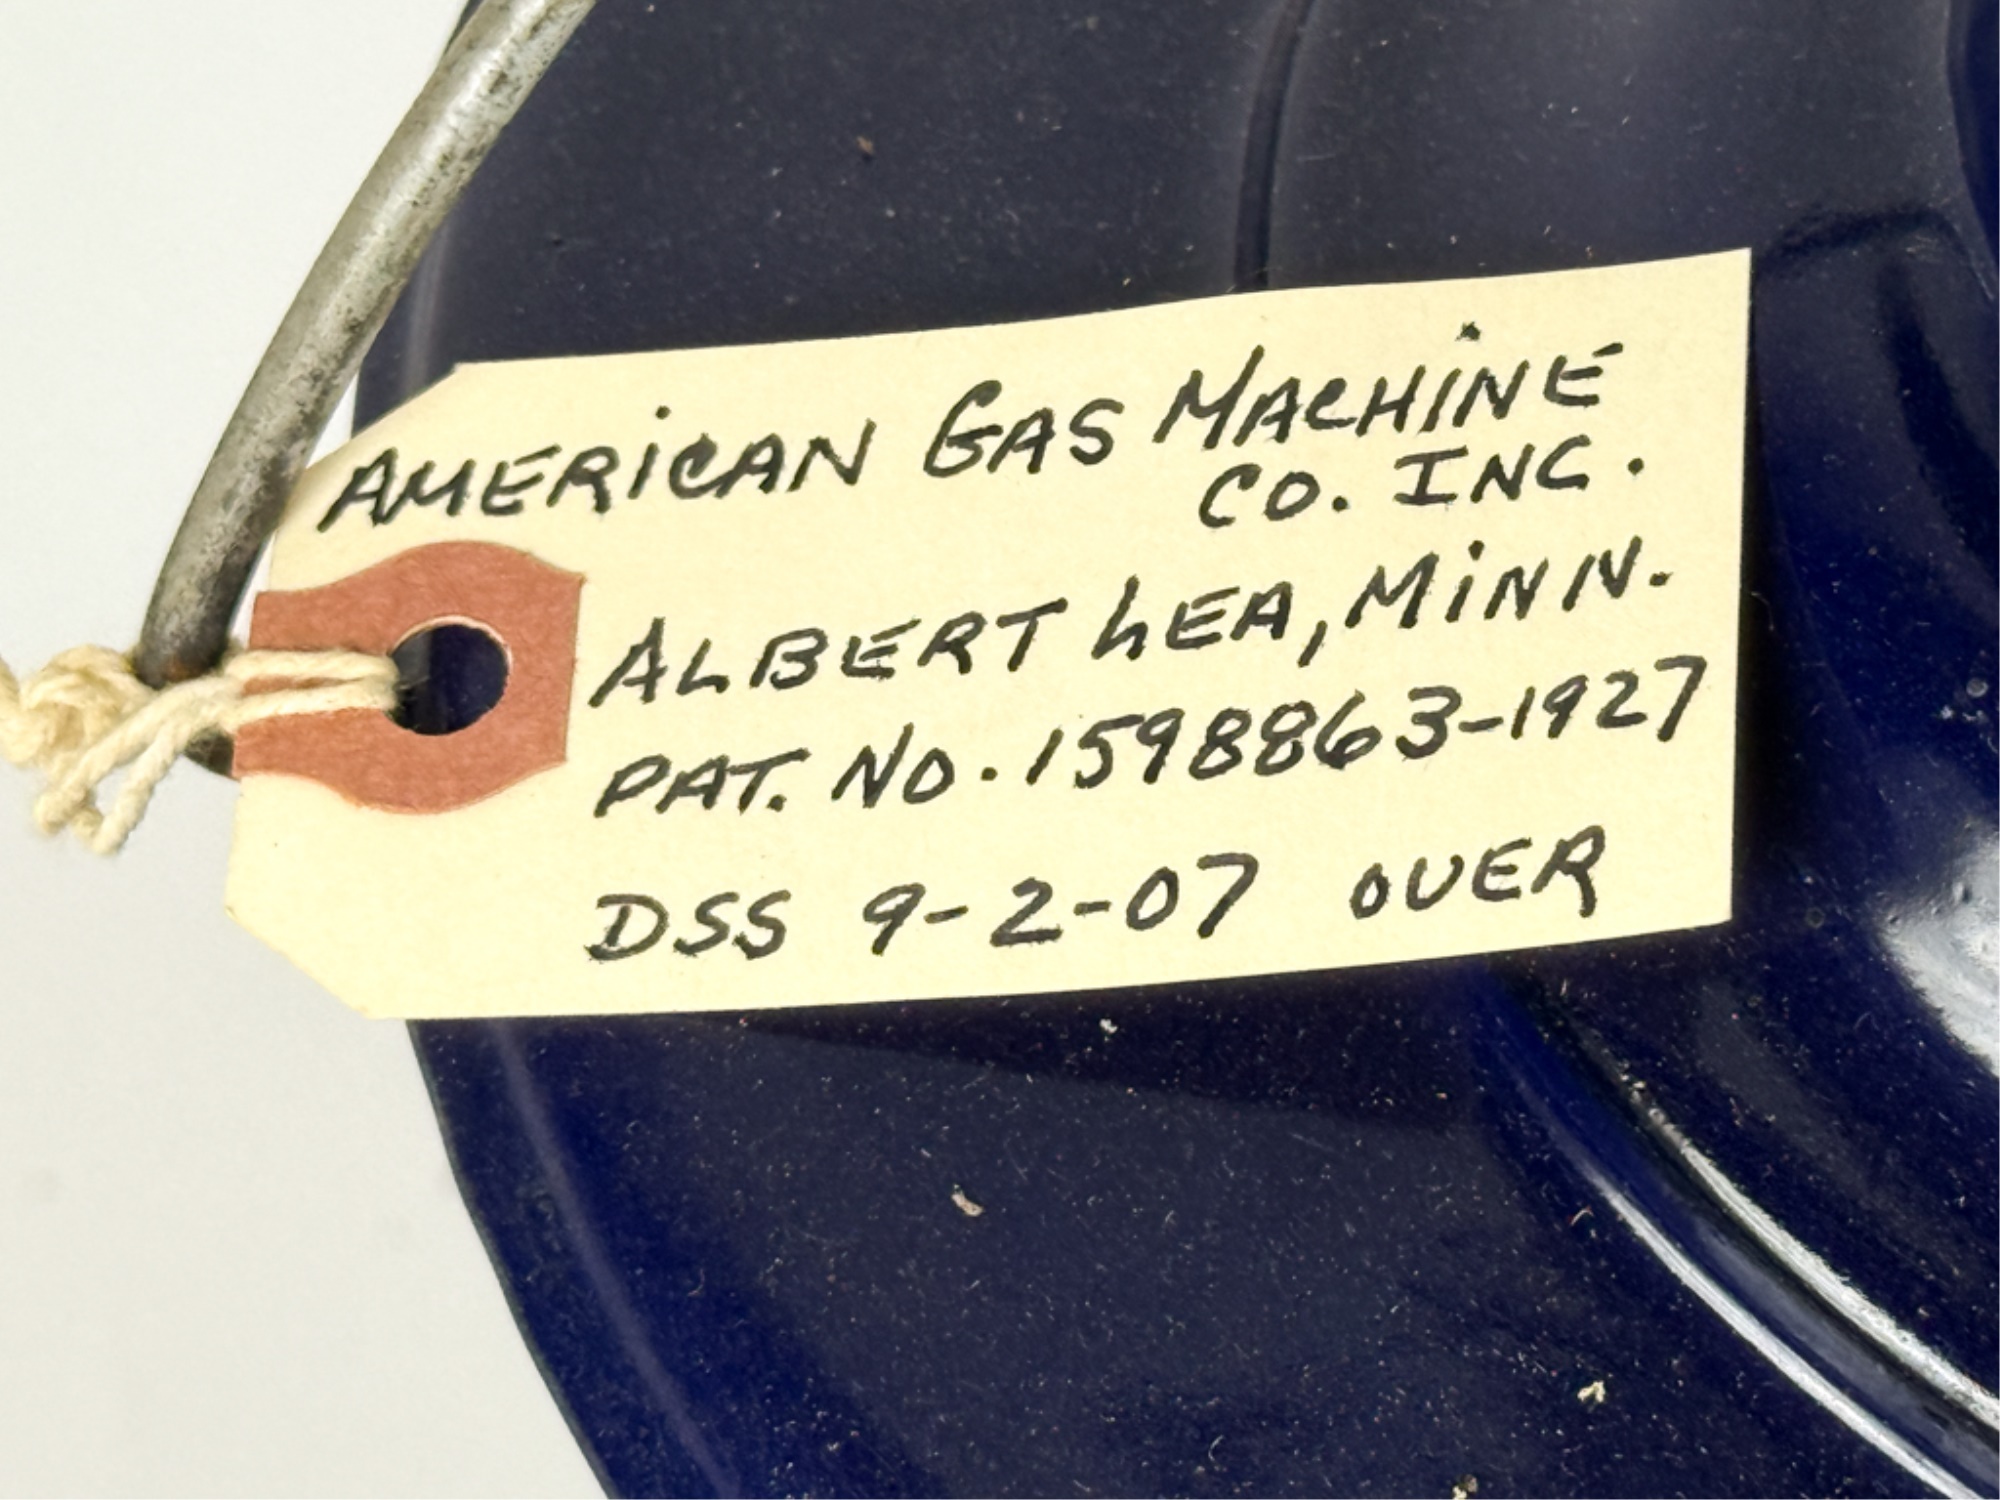 AMERICAN GAS MACHINE
CO. INC.
ALBERT LEA, MINN.
PAT. NO. 1598863-1927
DSS 9-2-07 OVER